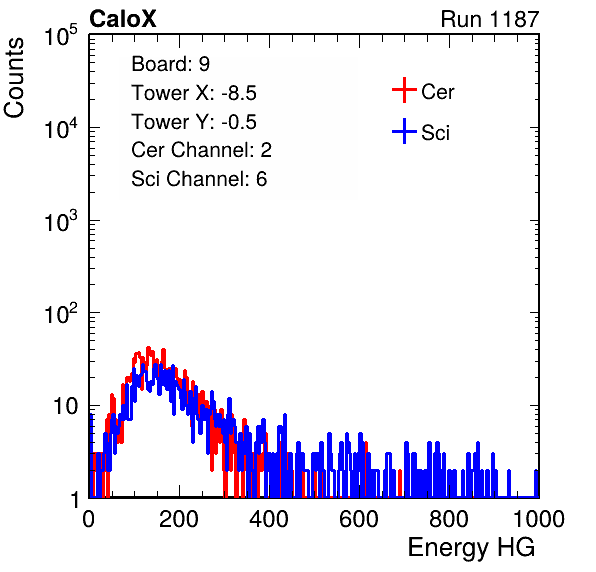 CaloX Run 1187
Counts
Board: 9
Tower X: -8.5
Tower Y: -0.5
Cer Channel: 2
Sci Channel: 6
Cer
Sci
10^5
10^4
10^3
10^2
10
1
0 200 400 600 800 1000
Energy HG